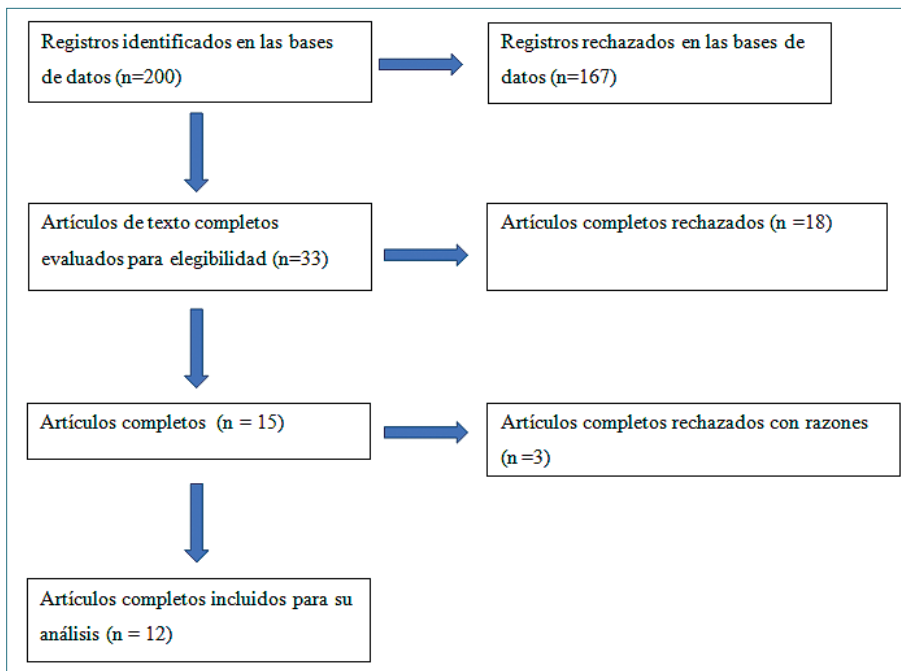 Registros identificados en las bases
de datos (n=200)
Registros rechazados en las bases de
datos (n=167)
Artículos de texto completos
evaluados para elegibilidad (n=33)
Artículos completos rechazados (n =18)
Artículos completos (n = 15)
Artículos completos rechazados con razones
(n =3)
Artículos completos incluidos para su
análisis (n = 12)